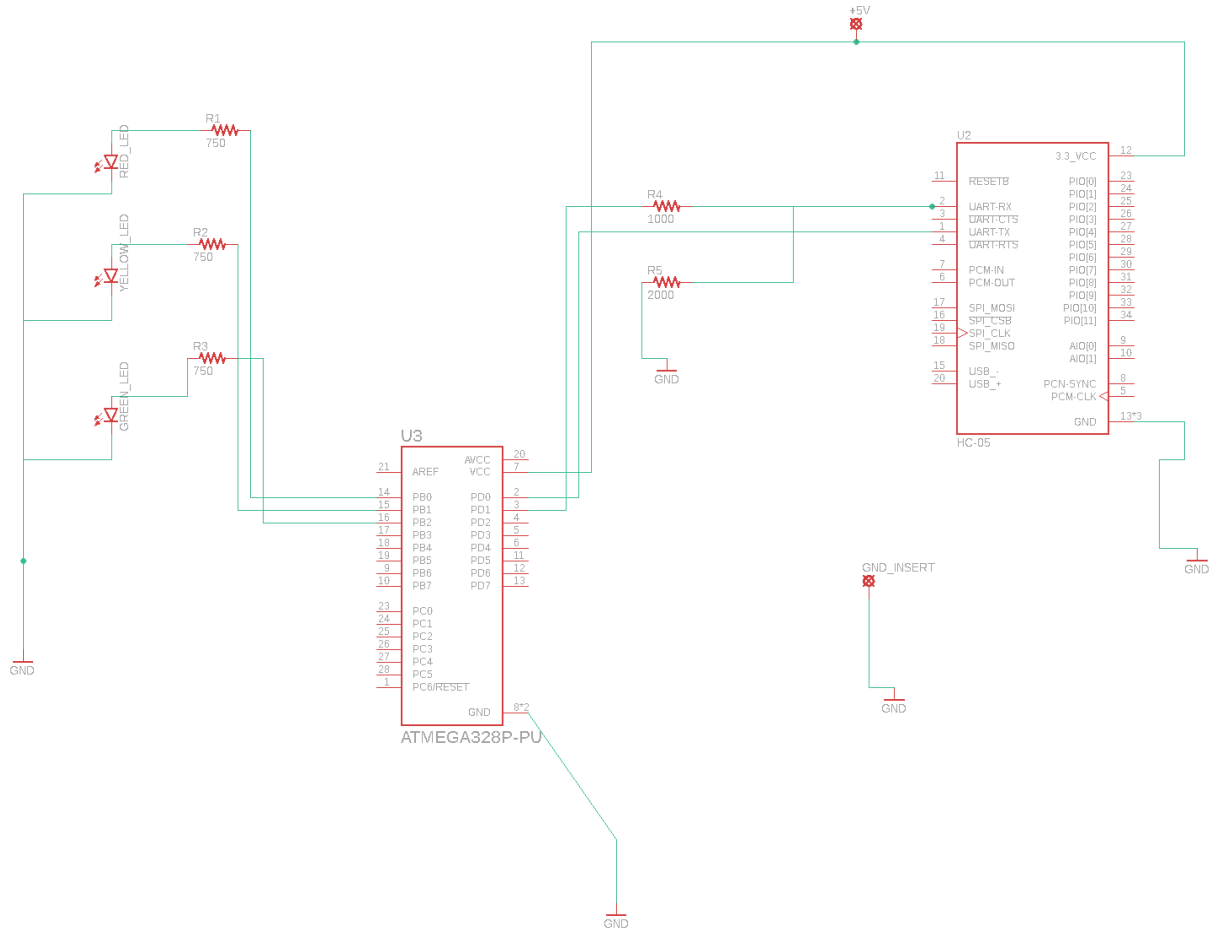 +5V
R1
750
RED_LED
R2
750
YELLOW_LED
R3
750
GREEN_LED
GND
R4
1000
R5
2000
GND
U2
3.3_VCC 12
11 RESETB
2 UART-RX
3 UART-CTS
1 UART-TX
4 UART-RTS
7 PCM-IN
6 PCM-OUT
17 SPI_MOSI
16 SPI_CSB
19 SPI_CLK
18 SPI_MISO
15 USB_-
20 USB_+
PIO[0] 23
PIO[1] 24
PIO[2] 25
PIO[3] 26
PIO[4] 27
PIO[5] 28
PIO[6] 29
PIO[7] 30
PIO[8] 31
PIO[9] 32
PIO[10] 33
PIO[11] 34
AIO[0] 9
AIO[1] 10
PCN-SYNC 8
PCM-CLK 5
GND 13*3
HC-05
GND
U3
21 AREF
14 PB0
15 PB1
16 PB2
17 PB3
18 PB4
19 PB5
9 PB6
10 PB7
23 PC0
24 PC1
25 PC2
26 PC3
27 PC4
28 PC5
1 PC6/RESET
AVCC 20
VCC 7
PD0 2
PD1 3
PD2 4
PD3 5
PD4 6
PD5 11
PD6 12
PD7 13
GND 8*2
ATMEGA328P-PU
GND
GND_INSERT
GND